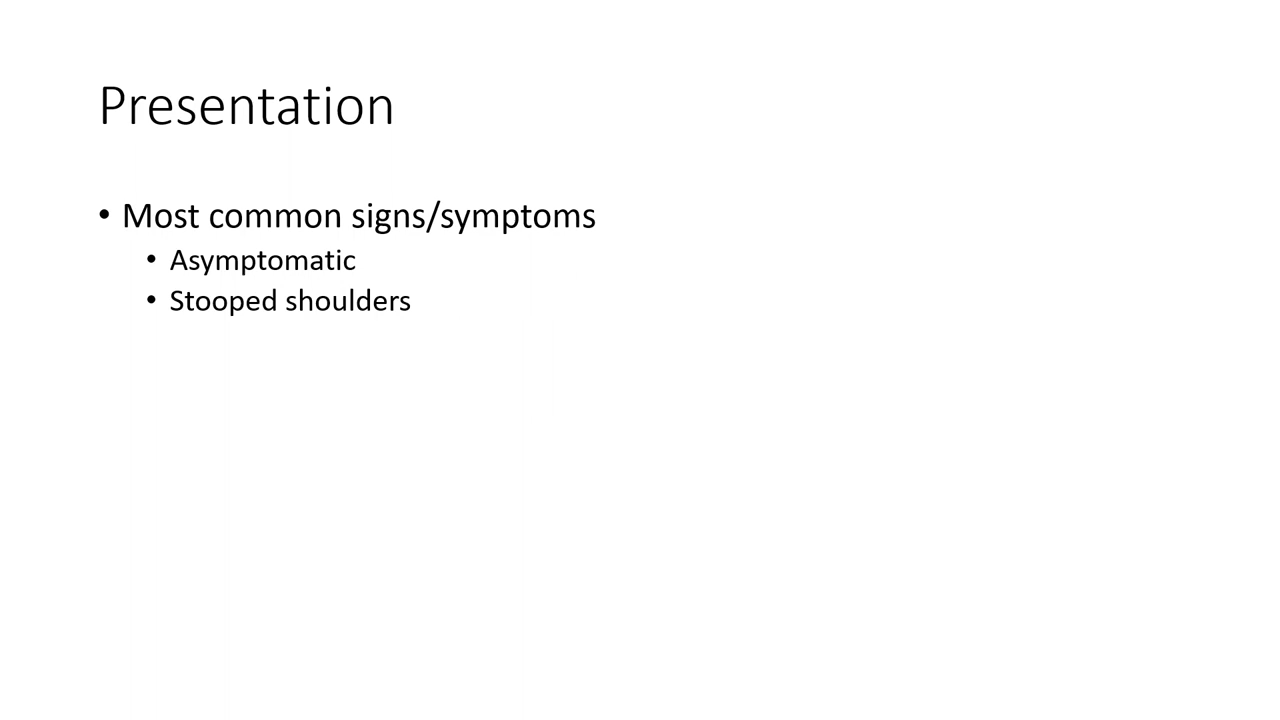 Presentation
• Most common signs/symptoms
• Asymptomatic
• Stooped shoulders